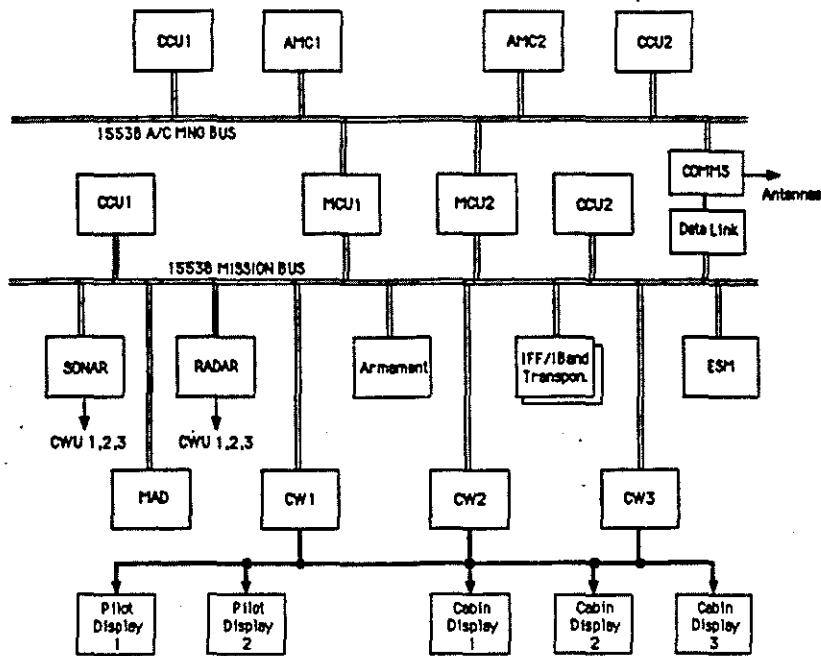 CCU1
AMC1
AMC2
CCU2
1553B A/C MNG BUS
COMMS
Antennae
CCU1
MCU1
MCU2
CCU2
Data Link
1553B MISSION BUS
SONAR
RADAR
Armament
IFF/IBand
Transpon.
ESM
CWU 1,2,3
CWU 1,2,3
MAD
CW1
CW2
CW3
Pilot
Display
1
Pilot
Display
2
Cabin
Display
1
Cabin
Display
2
Cabin
Display
3